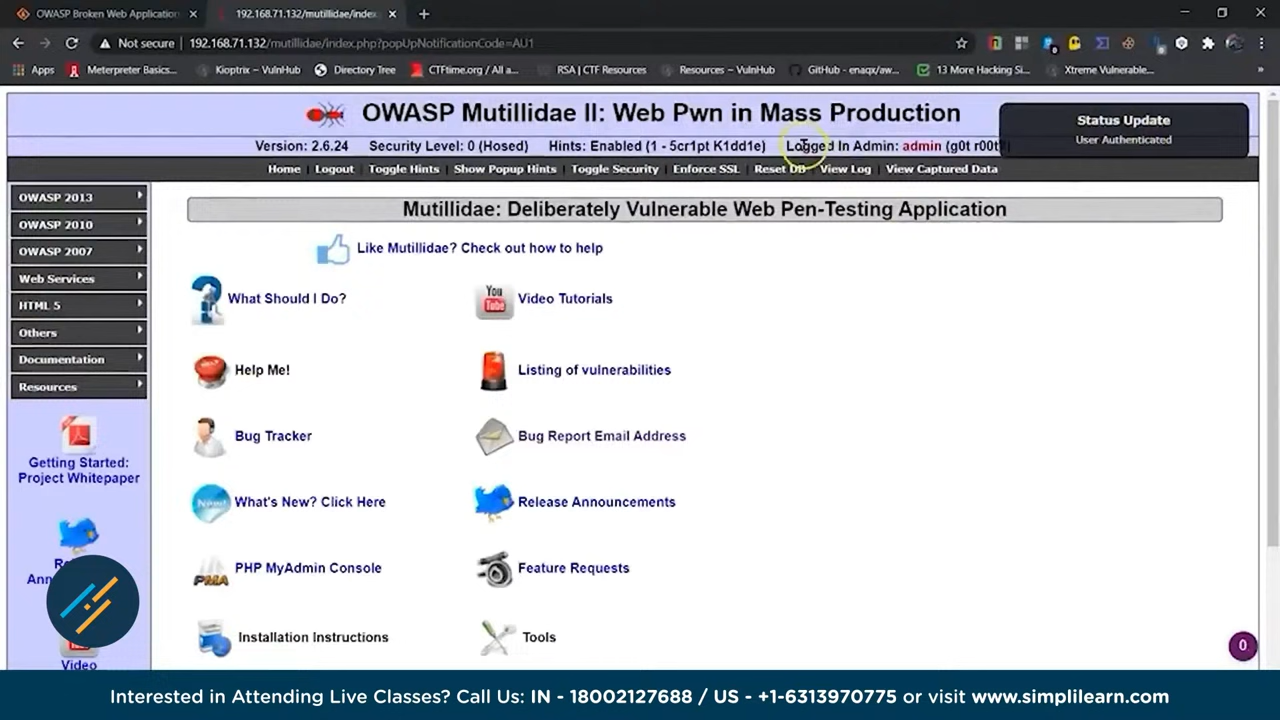 OWASP Broken Web Application
192.168.71.132/mutillidae/index
Not secure
192.168.71.132/mutillidae/index.php?popUpNotificationCode=AU1
Apps
Meterpreter Basics...
Kioptrix – VulnHub
Directory Tree
CTFtime.org / All a...
RSA | CTF Resources
Resources – VulnHub
GitHub - enaqx/aw...
13 More Hacking Si...
Xtreme Vulnerable...
»
OWASP Mutillidae II: Web Pwn in Mass Production
Status Update
User Authenticated
Version: 2.6.24
Security Level: 0 (Hosed)
Hints: Enabled (1 - 5cr1pt K1dd1e)
Logged In Admin: admin (g0t r00t?)
Home | Logout | Toggle Hints | Show Popup Hints | Toggle Security | Enforce SSL | Reset DB | View Log | View Captured Data
OWASP 2013
OWASP 2010
OWASP 2007
Web Services
HTML 5
Others
Documentation
Resources
Getting Started:
Project Whitepaper
Video
Mutillidae: Deliberately Vulnerable Web Pen-Testing Application
Like Mutillidae? Check out how to help
What Should I Do?
You
Tube
Video Tutorials
HELP
Help Me!
Listing of vulnerabilities
Bug Tracker
Bug Report Email Address
New!
What's New? Click Here
Release Announcements
PMA
PHP MyAdmin Console
Feature Requests
Installation Instructions
Tools
0
Interested in Attending Live Classes? Call Us: IN - 18002127688 / US - +1-6313970775 or visit www.simplilearn.com